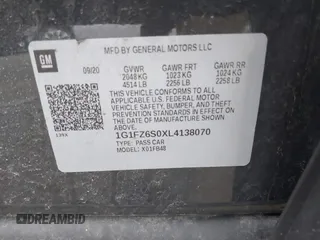 GM
MFD BY GENERAL MOTORS LLC
09/20 GVWR GAWR FRT GAWR RR
2048 KG 1023 KG 1024 KG
4514 LB 2256 LB 2258 LB
THIS VEHICLE CONFORMS TO ALL
APPLICABLE U.S. FEDERAL MOTOR
VEHICLE SAFETY, BUMPER, AND THEFT
PREVENTION STANDARDS IN EFFECT ON
THE DATE OF MANUFACTURE SHOWN ABOVE.
1G1FZ6S0XL4138070
TYPE: PASS CAR
MODEL: X01FB48
DREAMBID